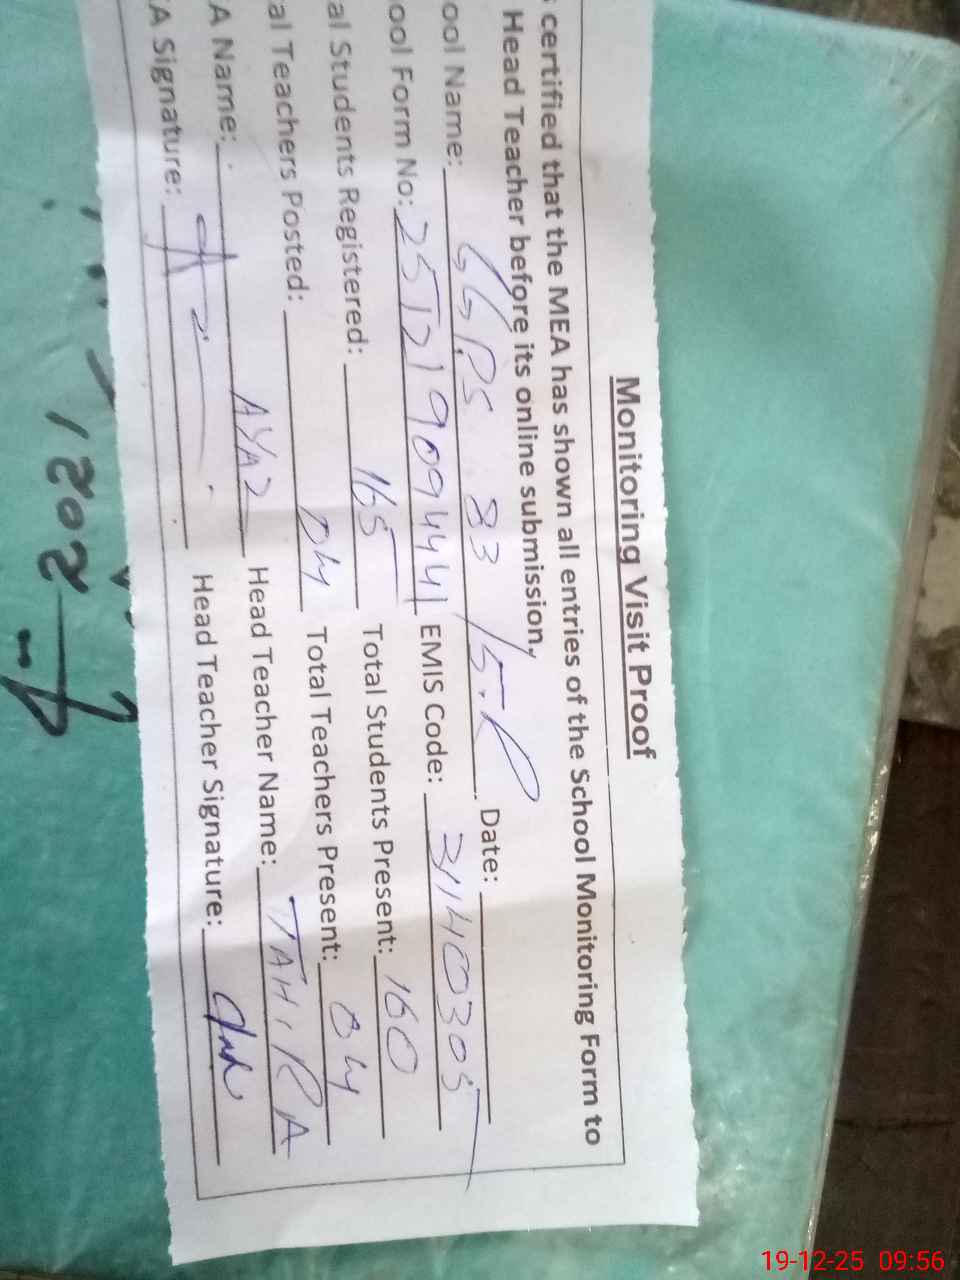 Monitoring Visit Proof
certified that the MEA has shown all entries of the School Monitoring Form to
Head Teacher before its online submission.
ool Name: GGPS 83/5-R Date:
ool Form No: EMIS Code: 31140305
al Students Registered: 165 Total Students Present: 160
al Teachers Posted: 04 Total Teachers Present: 04
A Name: AYAZ Head Teacher Name: TAHIRA
A Signature: Head Teacher Signature:
19-12-25 09:56